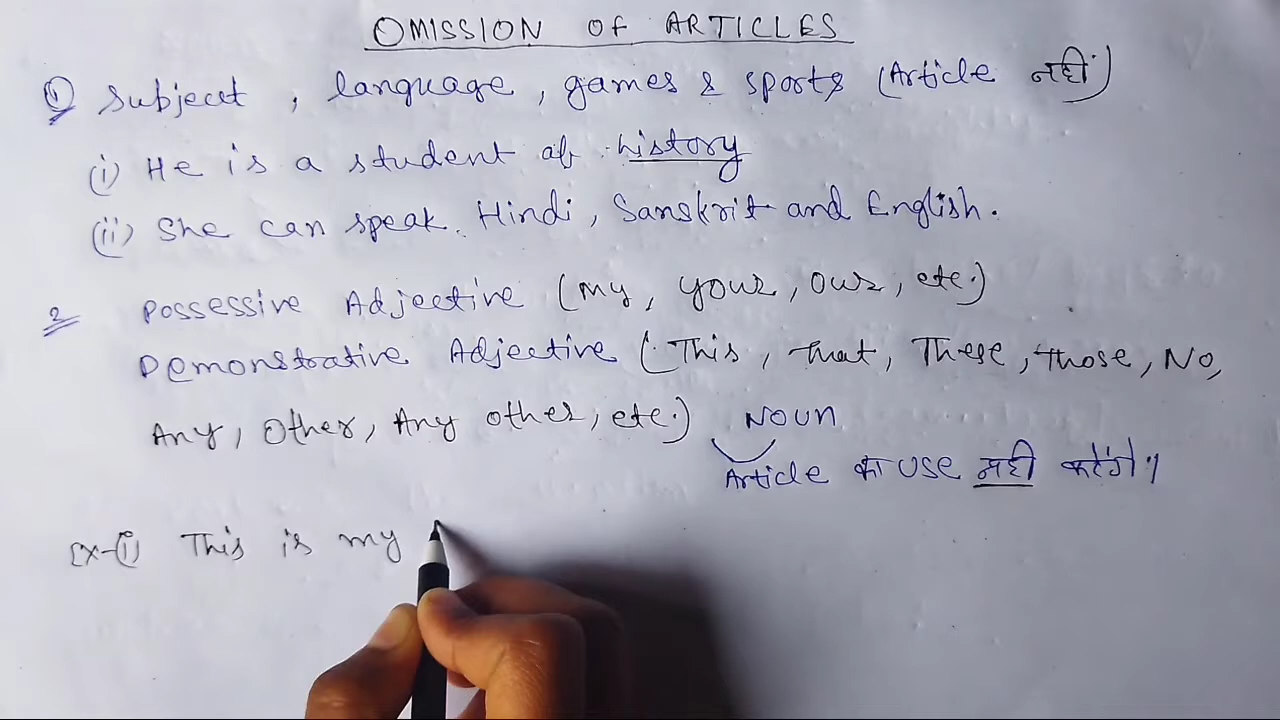 OMISSION OF ARTICLES
① Subject, language, games & sports (Article नहीं)
(i) He is a student of history
(ii) She can speak Hindi, Sanskrit and English.
2 Possessive Adjective (My, your, Our, etc.)
Demonstrative Adjective (This, that, These, those, No,
Any, Other, Any other, etc.) NOUN
Article का USE नहीं करेंगे।
Ex-(i) This is my